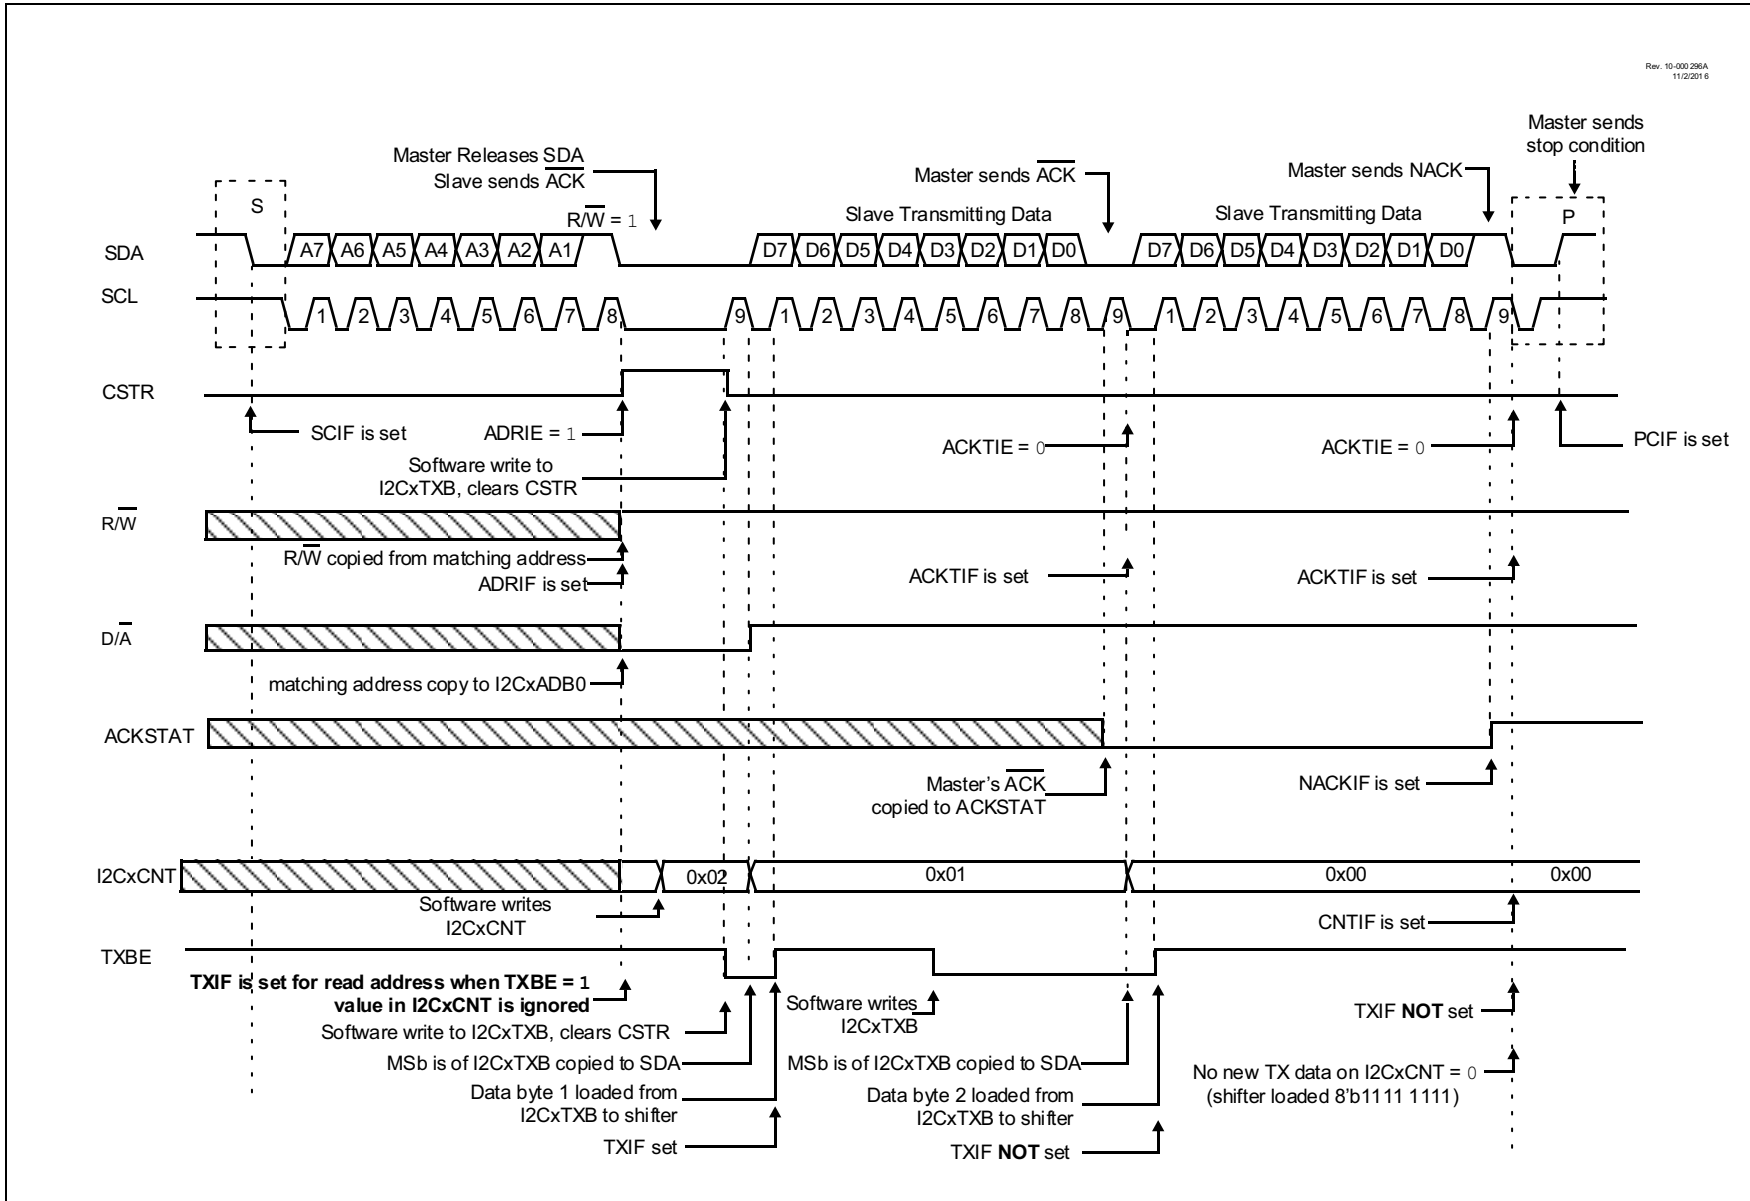 Rev. 10-000 296A
11/2/201 6
Master sends
stop condition
Master Releases SDA
Slave sends ACK
R/W = 1
Master sends ACK
Master sends NACK
S
Slave Transmitting Data
Slave Transmitting Data
P
SDA
A7 A6 A5 A4 A3 A2 A1
D7 D6 D5 D4 D3 D2 D1 D0
D7 D6 D5 D4 D3 D2 D1 D0
SCL
1 2 3 4 5 6 7 8 9 1 2 3 4 5 6 7 8 9 1 2 3 4 5 6 7 8 9
CSTR
SCIF is set
ADRIE = 1
ACKTIE = 0
ACKTIE = 0
PCIF is set
Software write to
I2CxTXB, clears CSTR
R/W
R/W copied from matching address
ADRIF is set
ACKTIF is set
ACKTIF is set
D/A
matching address copy to I2CxADB0
ACKSTAT
Master's ACK
copied to ACKSTAT
NACKIF is set
I2CxCNT
0x02
0x01
0x00
0x00
Software writes
I2CxCNT
CNTIF is set
TXBE
TXIF is set for read address when TXBE = 1
value in I2CxCNT is ignored
Software writes
I2CxTXB
TXIF NOT set
Software write to I2CxTXB, clears CSTR
MSb is of I2CxTXB copied to SDA
MSb is of I2CxTXB copied to SDA
No new TX data on I2CxCNT = 0
(shifter loaded 8'b1111 1111)
Data byte 1 loaded from
I2CxTXB to shifter
Data byte 2 loaded from
I2CxTXB to shifter
TXIF set
TXIF NOT set